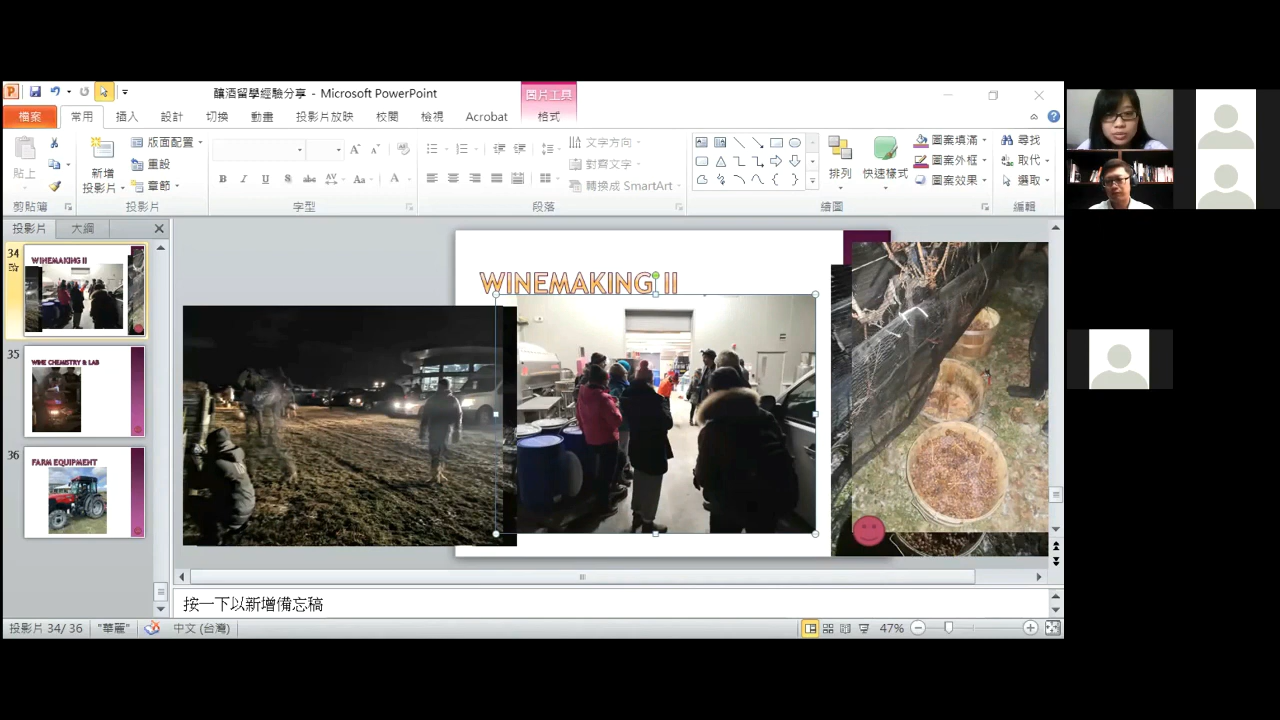 釀酒留學經驗分享 - Microsoft PowerPoint
圖片工具
檔案 常用 插入 設計 切換 動畫 投影片放映 校閱 檢視 Acrobat 格式
貼上
新增
投影片
版面配置
重設
章節
B I U S abc AV Aa A
文字方向
對齊文字
轉換成 SmartArt
排列
快速樣式
圖案填滿
圖案外框
圖案效果
尋找
取代
選取
剪貼簿 投影片 字型 段落 繪圖 編輯
投影片 大綱
34
WINEMAKING II
35
WINE CHEMISTRY & LAB
36
FARM EQUIPMENT
WINEMAKING II
按一下以新增備忘稿
投影片 34/ 36 "華麗" 中文 (台灣) 47%